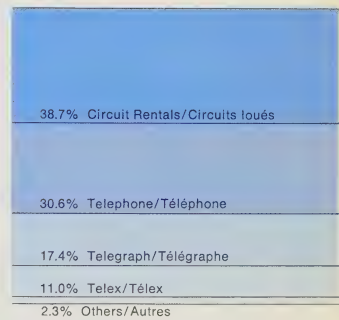 38.7% Circuit Rentals/Circuits loués
30.6% Telephone/Téléphone
17.4% Telegraph/Télégraphe
11.0% Telex/Télex
2.3% Others/Autres